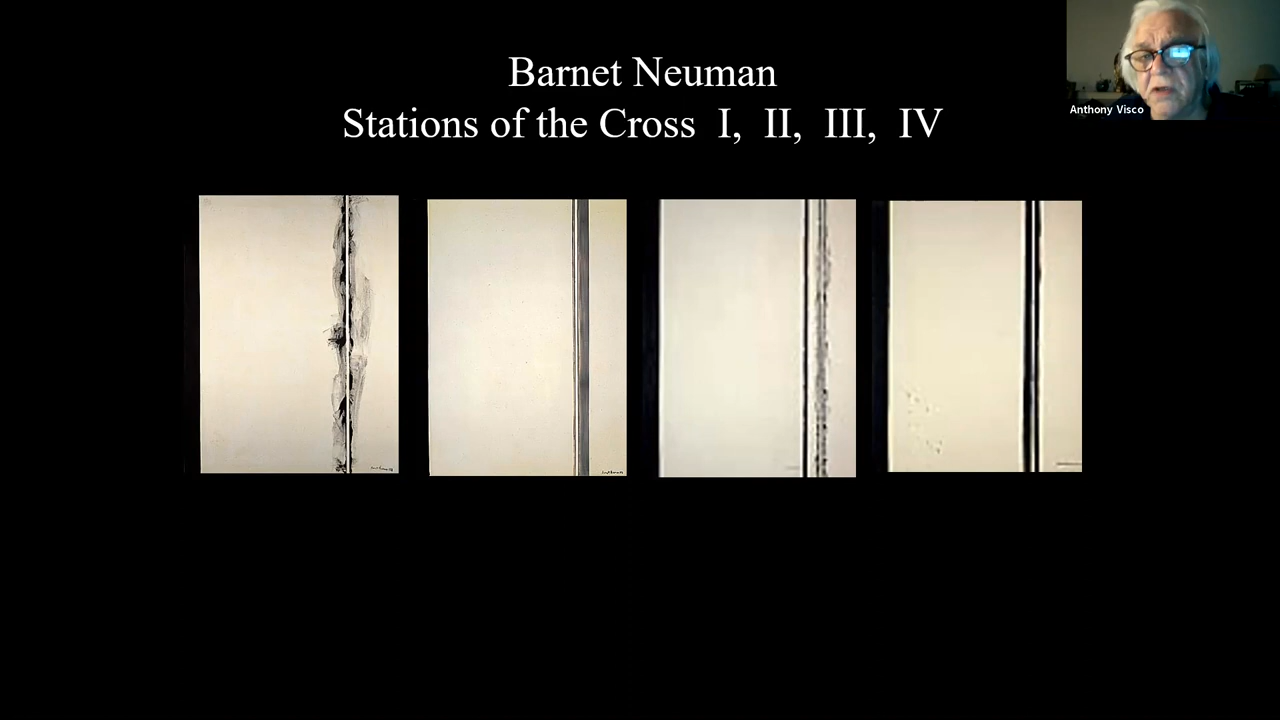 Barnet Neuman
Stations of the Cross I, II, III, IV
Anthony Visco